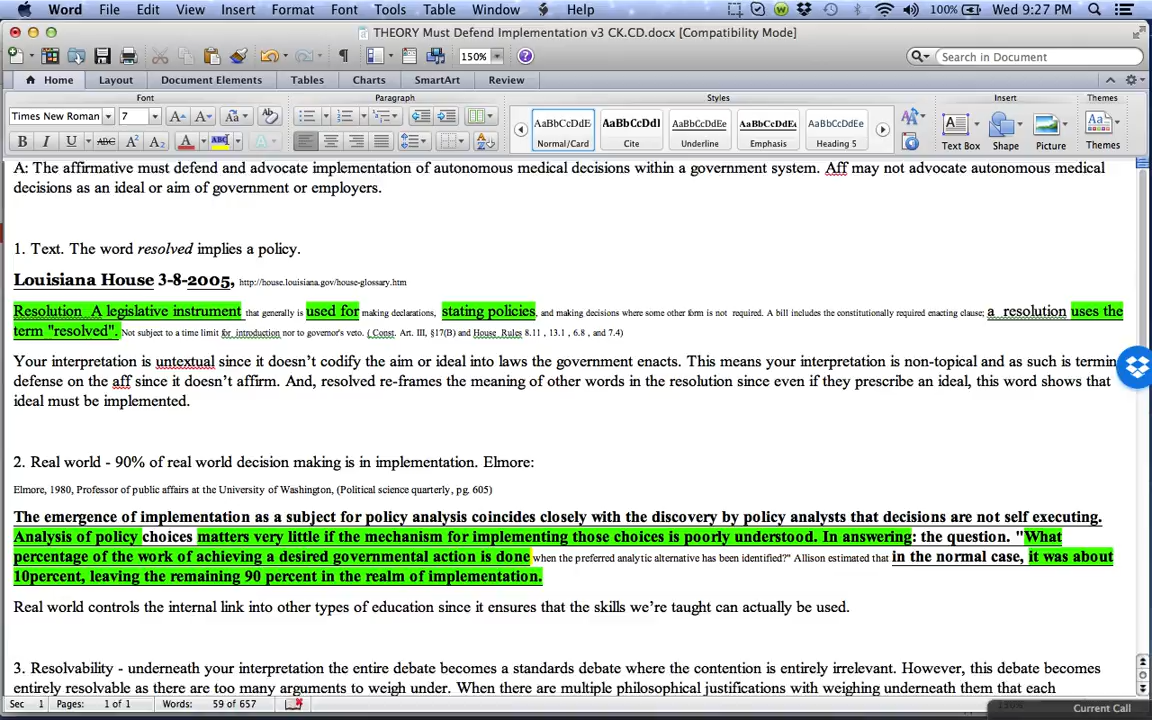 Word File Edit View Insert Format Font Tools Table Window Help 100% Wed 9:27 PM
THEORY Must Defend Implementation v3 CK.CD.docx [Compatibility Mode]
150% Search in Document
Home Layout Document Elements Tables Charts SmartArt Review
Font Paragraph Styles Insert Themes
Times New Roman 7 A A Aa AaBbCcDdE AaBbCcDdI AaBbCcDdEe AaBbCcDdEe Aa
B I U ABC A² A₂ A ABC A Normal/Card Cite Underline Emphasis Heading 5 Text Box Shape Picture Themes
A: The affirmative must defend and advocate implementation of autonomous medical decisions within a government system. Aff may not advocate autonomous medical
decisions as an ideal or aim of government or employers.
1. Text. The word resolved implies a policy.
Louisiana House 3-8-2005, http://house.louisiana.gov/house-glossary.htm
Resolution A legislative instrument that generally is used for making declarations, stating policies, and making decisions where some other form is not required. A bill includes the constitutionally required enacting clause; a resolution uses the
term "resolved". Not subject to a time limit for introduction nor to governor's veto. ( Const. Art. III, §17(B) and House Rules 8.11 , 13.1 , 6.8 , and 7.4)
Your interpretation is untextual since it doesn't codify the aim or ideal into laws the government enacts. This means your interpretation is non-topical and as such is termin
defense on the aff since it doesn't affirm. And, resolved re-frames the meaning of other words in the resolution since even if they prescribe an ideal, this word shows that
ideal must be implemented.
2. Real world - 90% of real world decision making is in implementation. Elmore:
Elmore, 1980, Professor of public affairs at the University of Washington, (Political science quarterly, pg. 605)
The emergence of implementation as a subject for policy analysis coincides closely with the discovery by policy analysts that decisions are not self executing.
Analysis of policy choices matters very little if the mechanism for implementing those choices is poorly understood. In answering: the question. "What
percentage of the work of achieving a desired governmental action is done when the preferred analytic alternative has been identified?" Allison estimated that in the normal case, it was about
10percent, leaving the remaining 90 percent in the realm of implementation.
Real world controls the internal link into other types of education since it ensures that the skills we're taught can actually be used.
3. Resolvability - underneath your interpretation the entire debate becomes a standards debate where the contention is entirely irrelevant. However, this debate becomes
entirely resolvable as there are too many arguments to weigh under. When there are multiple philosophical justifications with weighing underneath them that each
Sec 1 Pages: 1 of 1 Words: 59 of 657 150% Current Call